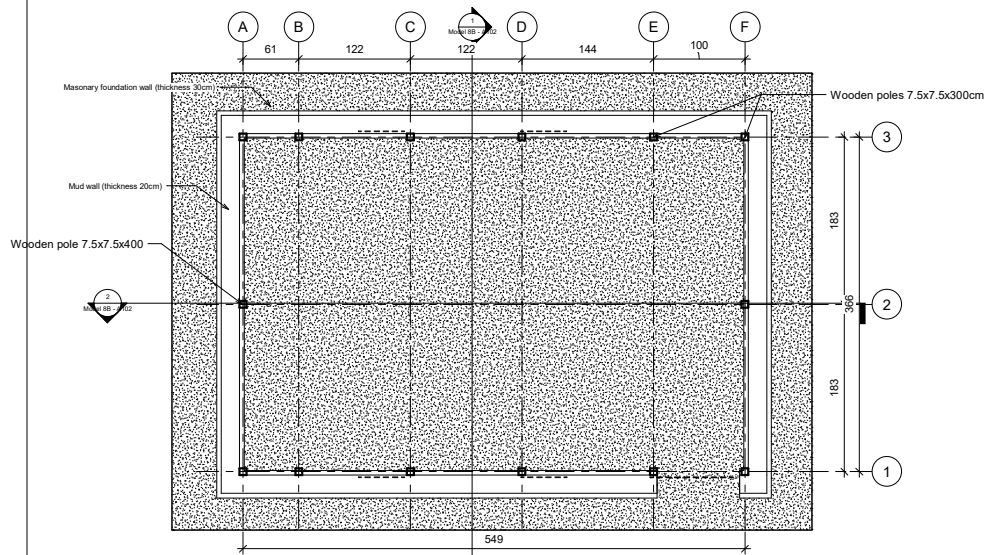 A B C D E F
1
Model 8B - A102
61 122 122 144 100
Masonary foundation wall (thickness 30cm)
Wooden poles 7.5x7.5x300cm
3
Mud wall (thickness 20cm)
183
Wooden pole 7.5x7.5x400
2
Model 8B - A102
366
2
183
1
549